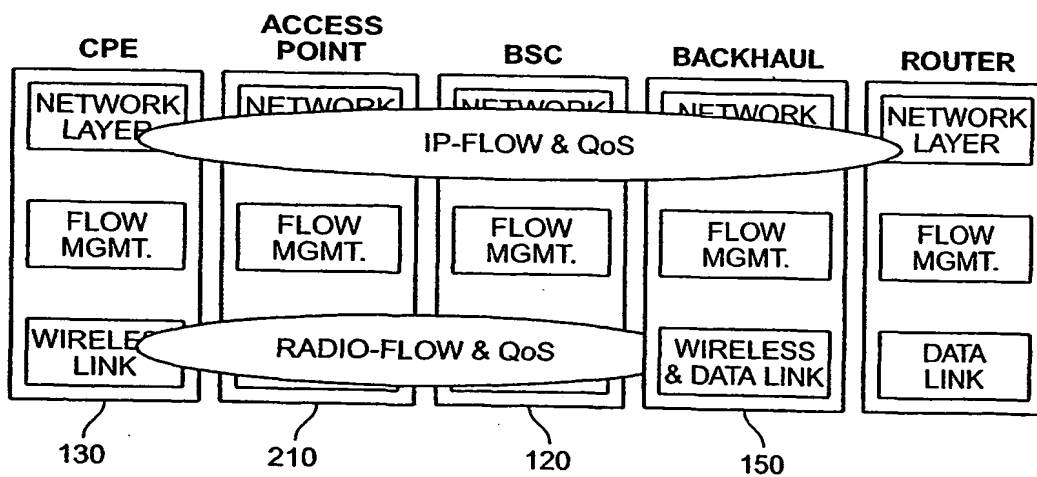 CPE
ACCESS
POINT
BSC
BACKHAUL
ROUTER
NETWORK
LAYER
NETWORK
NETWORK
NETWORK
NETWORK
LAYER
IP-FLOW & QoS
FLOW
MGMT.
FLOW
MGMT.
FLOW
MGMT.
FLOW
MGMT.
FLOW
MGMT.
WIRELESS
LINK
RADIO-FLOW & QoS
WIRELESS
& DATA LINK
DATA
LINK
130
210
120
150